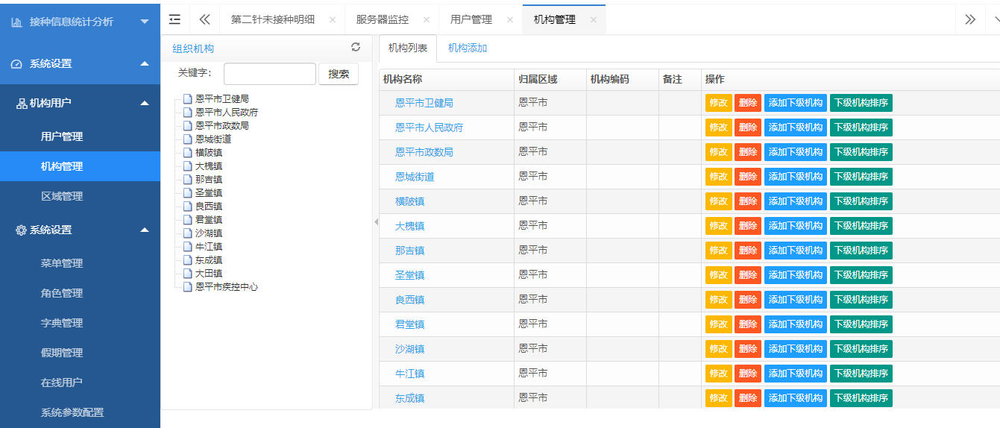 接种信息统计分析
系统设置
机构用户
用户管理
机构管理
区域管理
系统设置
菜单管理
角色管理
字典管理
假期管理
在线用户
系统参数配置
第二针未接种明细 × 服务器监控 × 用户管理 × 机构管理 ×
组织机构
关键字： 搜索
恩平市卫健局
恩平市人民政府
恩平市政数局
恩城街道
横陂镇
大槐镇
那吉镇
圣堂镇
良西镇
君堂镇
沙湖镇
牛江镇
东成镇
大田镇
恩平市疾控中心
机构列表 机构添加
机构名称 归属区域 机构编码 备注 操作
恩平市卫健局 恩平市 修改 删除 添加下级机构 下级机构排序
恩平市人民政府 恩平市 修改 删除 添加下级机构 下级机构排序
恩平市政数局 恩平市 修改 删除 添加下级机构 下级机构排序
恩城街道 恩平市 修改 删除 添加下级机构 下级机构排序
横陂镇 恩平市 修改 删除 添加下级机构 下级机构排序
大槐镇 恩平市 修改 删除 添加下级机构 下级机构排序
那吉镇 恩平市 修改 删除 添加下级机构 下级机构排序
圣堂镇 恩平市 修改 删除 添加下级机构 下级机构排序
良西镇 恩平市 修改 删除 添加下级机构 下级机构排序
君堂镇 恩平市 修改 删除 添加下级机构 下级机构排序
沙湖镇 恩平市 修改 删除 添加下级机构 下级机构排序
牛江镇 恩平市 修改 删除 添加下级机构 下级机构排序
东成镇 恩平市 修改 删除 添加下级机构 下级机构排序